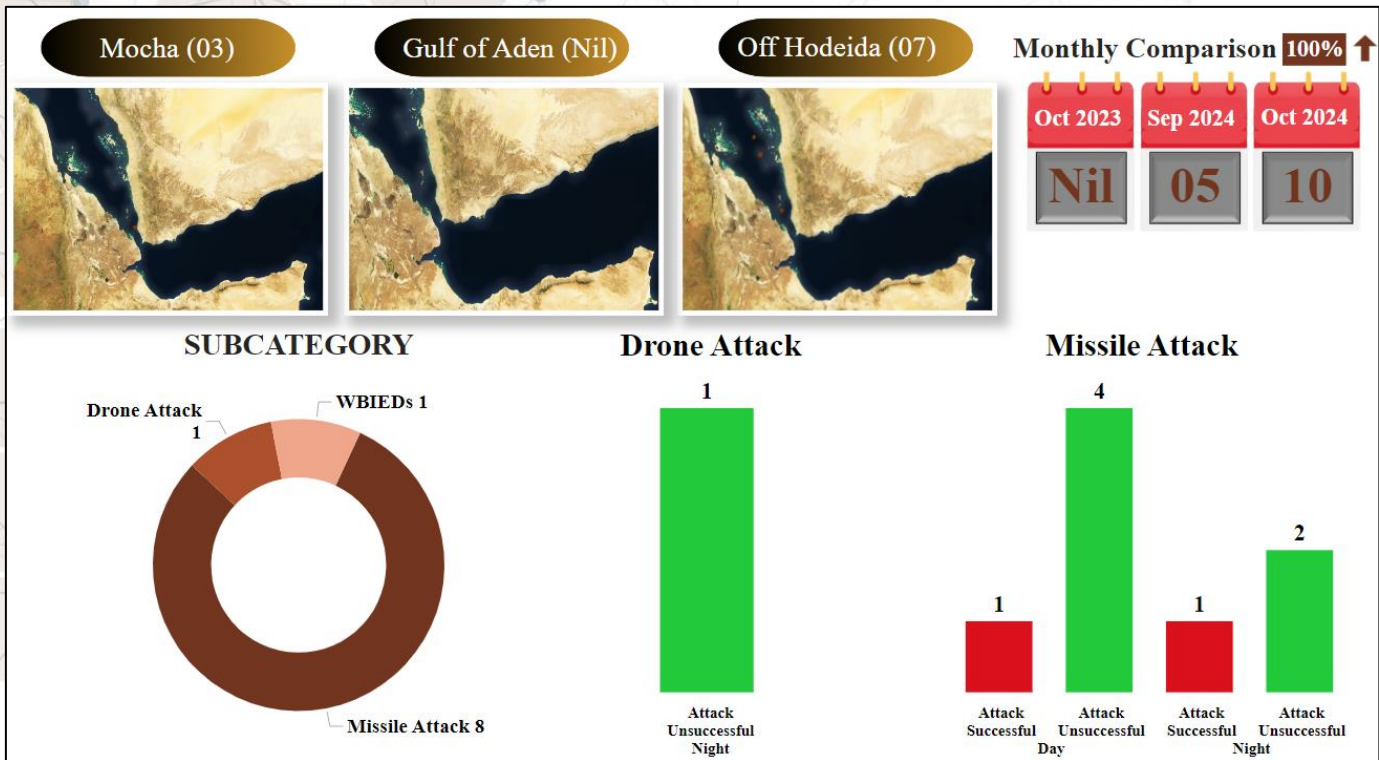 Mocha (03)
Gulf of Aden (Nil)
Off Hodeida (07)
Monthly Comparison 100%
Oct 2023
Sep 2024
Oct 2024
Nil
05
10
SUBCATEGORY
Drone Attack
1
WBIEDs 1
Missile Attack 8
Drone Attack
1
Attack
Unsuccessful
Night
Missile Attack
1
4
1
2
Attack
Successful
Attack
Unsuccessful
Day
Attack
Successful
Attack
Unsuccessful
Night